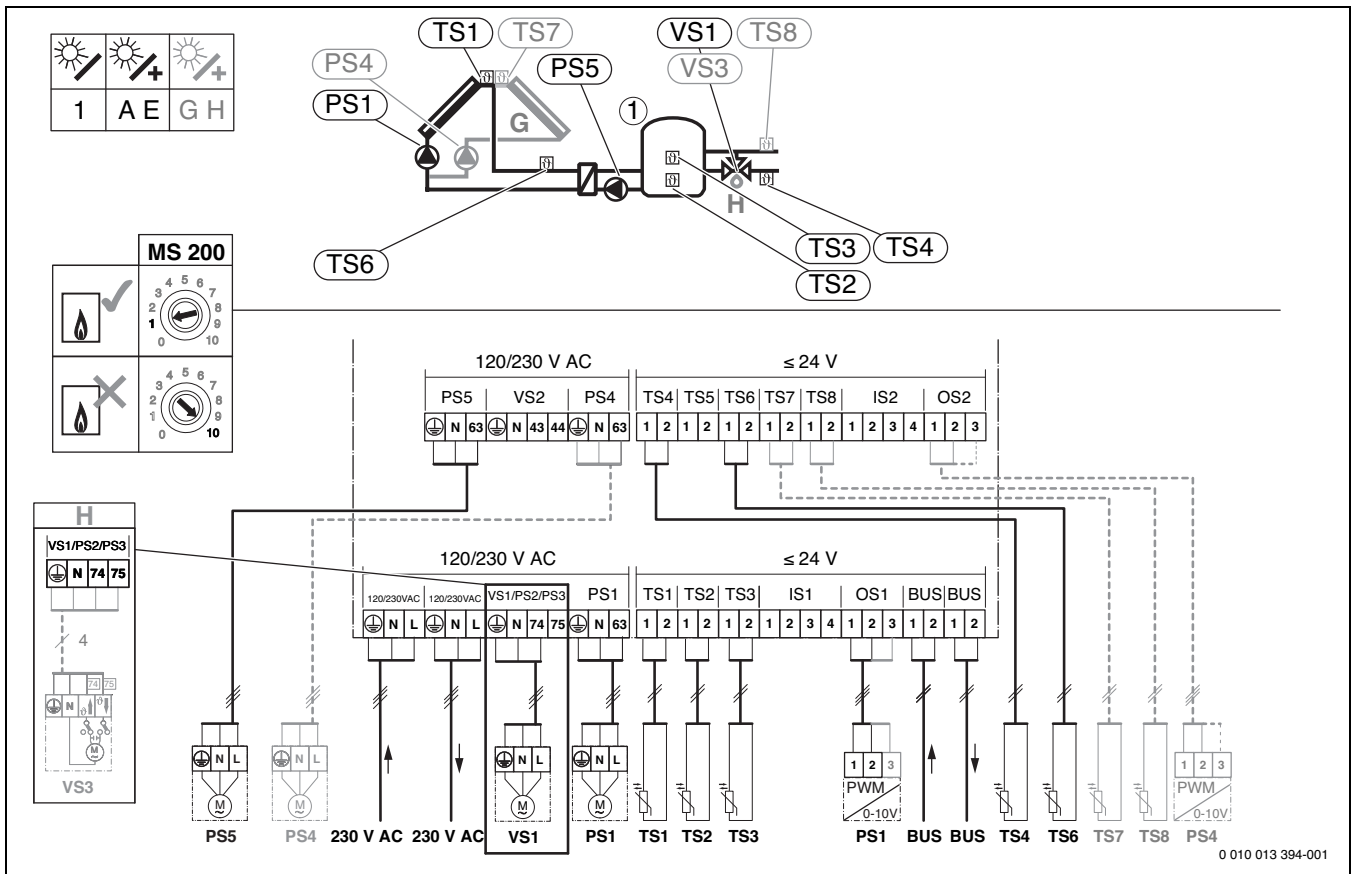 1 A E G H
TS1 TS7 VS1 TS8
PS4 PS5 VS3
PS1 1
G
H
TS6 TS3 TS4
TS2
MS 200
0 1 2 3 4 5 6 7 8 9 10
0 1 2 3 4 5 6 7 8 9 10
120/230 V AC ≤ 24 V
PS5 VS2 PS4 TS4 TS5 TS6 TS7 TS8 IS2 OS2
N 63 N 43 44 N 63 1 2 1 2 1 2 1 2 1 2 1 2 3 4 1 2 3
H
VS1/PS2/PS3
N 74 75
4
74 75
N ϑ ϑ
M
~
VS3
120/230 V AC ≤ 24 V
120/230VAC 120/230VAC VS1/PS2/PS3 PS1 TS1 TS2 TS3 IS1 OS1 BUS BUS
N L N L N 74 75 N 63 1 2 1 2 1 2 1 2 3 4 1 2 3 1 2 1 2
N L N L N L N L 1 2 3 1 2 3
M M M M PWM PWM
~ ~ ~ ~ 0-10V 0-10V
PS5 PS4 230 V AC 230 V AC VS1 PS1 TS1 TS2 TS3 PS1 BUS BUS TS4 TS6 TS7 TS8 PS4
0 010 013 394-001